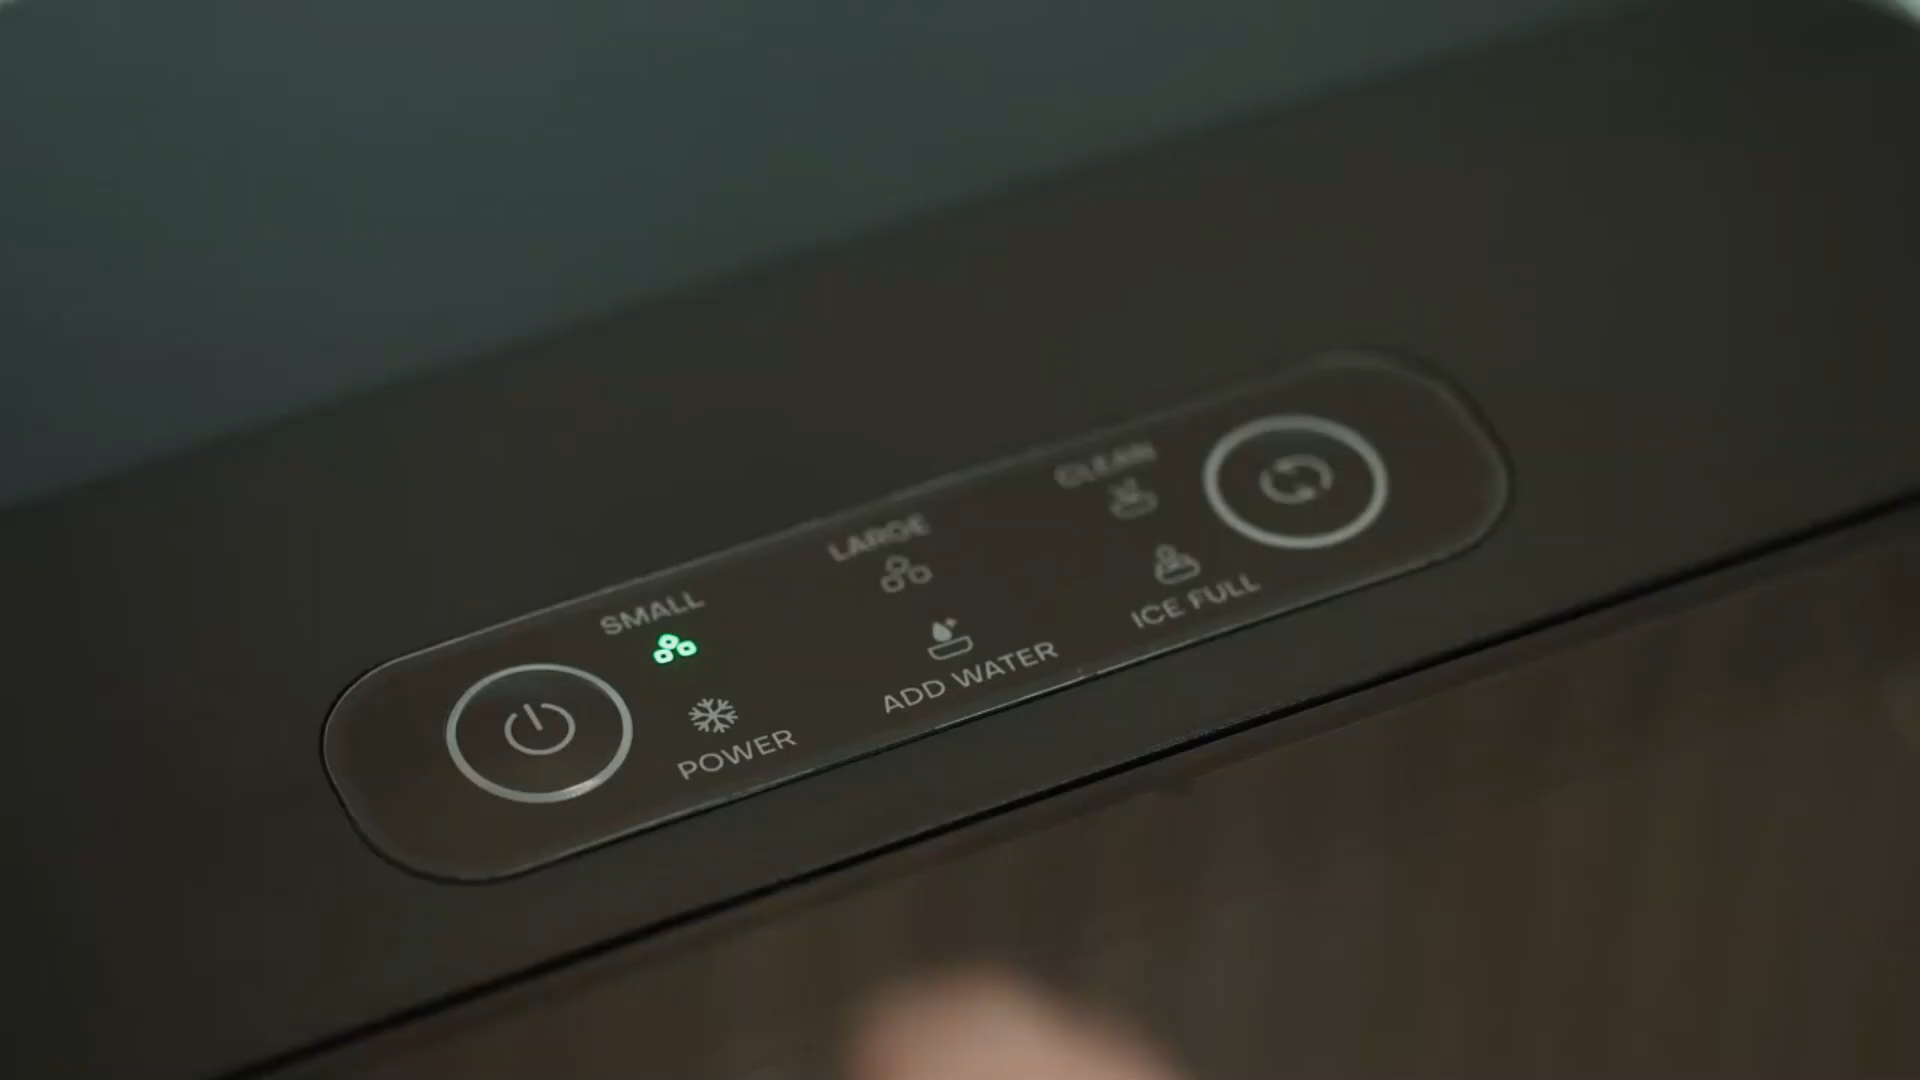 SMALL
LARGE
CLEAN
POWER
ADD WATER
ICE FULL